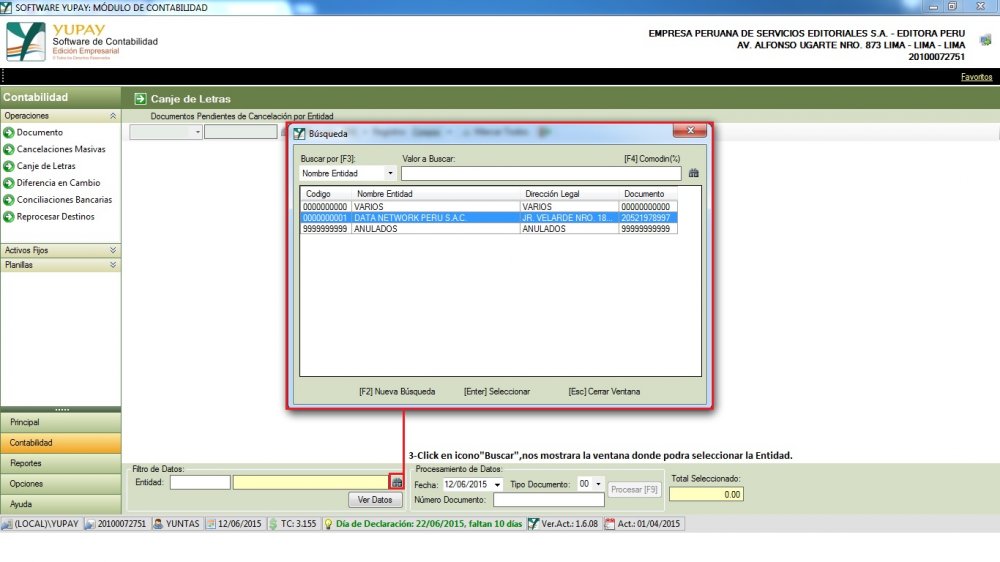 SOFTWARE YUPAY: MÓDULO DE CONTABILIDAD
YUPAY
Software de Contabilidad
Edición Empresarial
EMPRESA PERUANA DE SERVICIOS EDITORIALES S.A. - EDITORA PERU
AV. ALFONSO UGARTE NRO. 873 LIMA - LIMA - LIMA
20100072751
Favoritos
Contabilidad
Canje de Letras
Operaciones
Documentos Pendientes de Cancelación por Entidad
Documento
Cancelaciones Masivas
Canje de Letras
Diferencia en Cambio
Conciliaciones Bancarias
Reprocesar Destinos
Activos Fijos
Planillas
Búsqueda
Buscar por [F3]:
Valor a Buscar:
[F4] Comodin(%)
Nombre Entidad
Codigo Nombre Entidad Dirección Legal Documento
0000000000 VARIOS VARIOS 00000000000
0000000001 DATA NETWORK PERU S.A.C. JR. VELARDE NRO. 18... 20521978997
9999999999 ANULADOS ANULADOS 99999999999
[F2] Nueva Búsqueda [Enter] Seleccionar [Esc] Cerrar Ventana
Principal
Contabilidad
Reportes
Opciones
Ayuda
3-Click en icono"Buscar",nos mostrara la ventana donde podra seleccionar la Entidad.
Filtro de Datos:
Entidad:
Ver Datos
Procesamiento de Datos:
Fecha: 12/06/2015 Tipo Documento: 00
Procesar [F9]
Número Documento:
Total Seleccionado:
0.00
(LOCAL)\YUPAY 20100072751 YUNTAS 12/06/2015 TC: 3.155 Día de Declaración: 22/06/2015, faltan 10 días Ver.Act.: 1.6.08 Act.: 01/04/2015